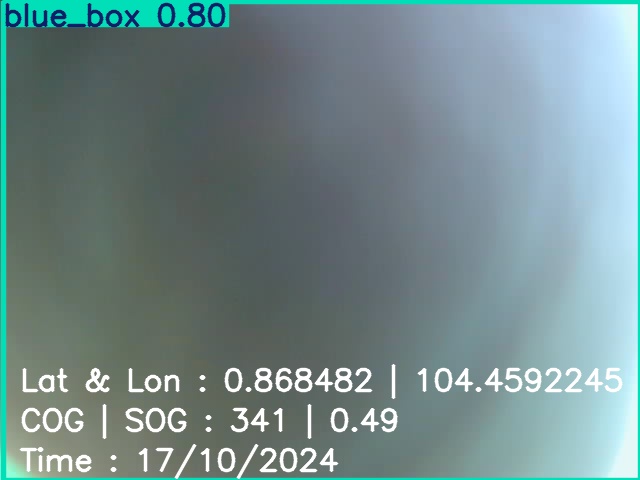 blue_box 0.80
Lat & Lon : 0.868482 | 104.4592245
COG | SOG : 341 | 0.49
Time : 17/10/2024